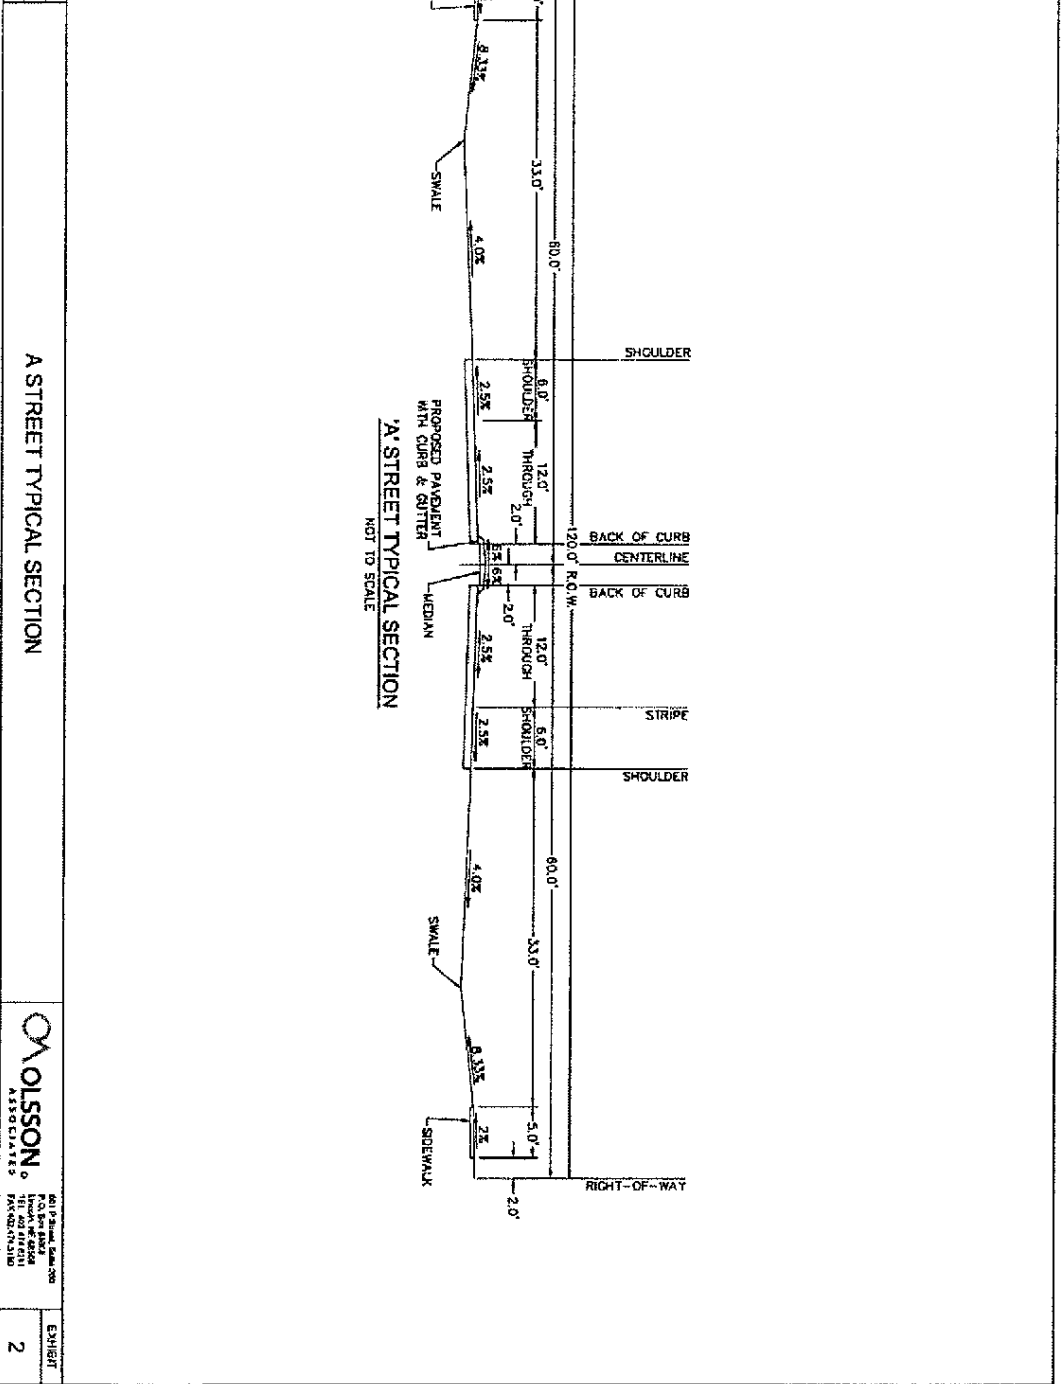 SHOULDER
BACK OF CURB
CENTERLINE
BACK OF CURB
STRIPE
SHOULDER
RIGHT-OF-WAY
120.0' R.O.W.
60.0'
60.0'
33.0'
6.0'
SHOULDER
12.0'
THROUGH
2.0'
2.0'
12.0'
THROUGH
6.0'
SHOULDER
33.0'
5.0'
2.0'
8.33%
4.0%
2.5%
2.5%
6%
6%
2.5%
2.5%
4.0%
8.33%
2%
SWALE
PROPOSED PAVEMENT
WITH CURB & GUTTER
MEDIAN
SWALE
SIDEWALK
'A' STREET TYPICAL SECTION
NOT TO SCALE
A STREET TYPICAL SECTION
OLSSON
ASSOCIATES
EXHIBIT
2